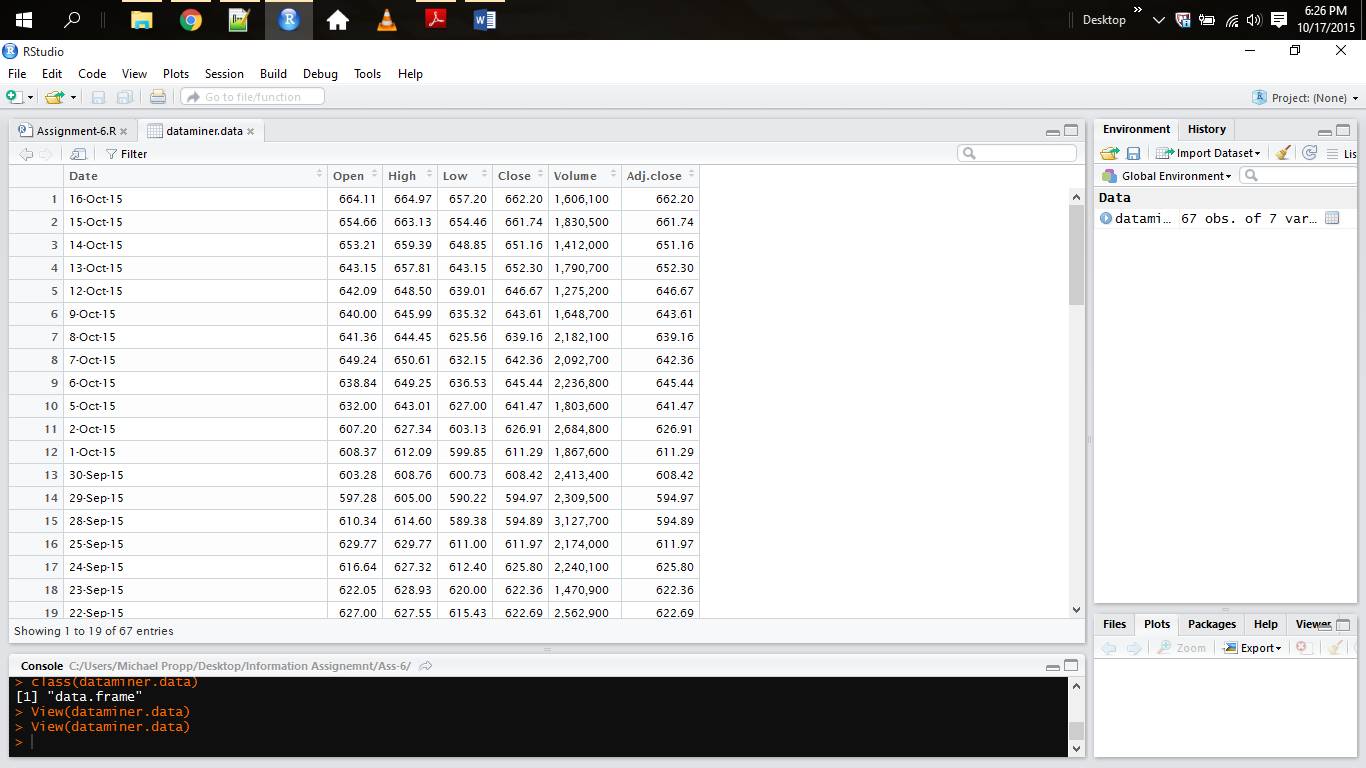 Desktop
6:26 PM
10/17/2015
RStudio
File Edit Code View Plots Session Build Debug Tools Help
Go to file/function
Project: (None)
Assignment-6.R
dataminer.data
Filter
Date Open High Low Close Volume Adj.close
1 16-Oct-15 664.11 664.97 657.20 662.20 1,606,100 662.20
2 15-Oct-15 654.66 663.13 654.46 661.74 1,830,500 661.74
3 14-Oct-15 653.21 659.39 648.85 651.16 1,412,000 651.16
4 13-Oct-15 643.15 657.81 643.15 652.30 1,790,700 652.30
5 12-Oct-15 642.09 648.50 639.01 646.67 1,275,200 646.67
6 9-Oct-15 640.00 645.99 635.32 643.61 1,648,700 643.61
7 8-Oct-15 641.36 644.45 625.56 639.16 2,182,100 639.16
8 7-Oct-15 649.24 650.61 632.15 642.36 2,092,700 642.36
9 6-Oct-15 638.84 649.25 636.53 645.44 2,236,800 645.44
10 5-Oct-15 632.00 643.01 627.00 641.47 1,803,600 641.47
11 2-Oct-15 607.20 627.34 603.13 626.91 2,684,800 626.91
12 1-Oct-15 608.37 612.09 599.85 611.29 1,867,600 611.29
13 30-Sep-15 603.28 608.76 600.73 608.42 2,413,400 608.42
14 29-Sep-15 597.28 605.00 590.22 594.97 2,309,500 594.97
15 28-Sep-15 610.34 614.60 589.38 594.89 3,127,700 594.89
16 25-Sep-15 629.77 629.77 611.00 611.97 2,174,000 611.97
17 24-Sep-15 616.64 627.32 612.40 625.80 2,240,100 625.80
18 23-Sep-15 622.05 628.93 620.00 622.36 1,470,900 622.36
19 22-Sep-15 627.00 627.55 615.43 622.69 2,562,900 622.69
Showing 1 to 19 of 67 entries
Console C:/Users/Michael Propp/Desktop/Information Assignemnt/Ass-6/
> class(dataminer.data)
[1] "data.frame"
> View(dataminer.data)
> View(dataminer.data)
>
Environment History
Import Dataset
Lis
Global Environment
Data
datami… 67 obs. of 7 var…
Files Plots Packages Help Viewer
Zoom Export